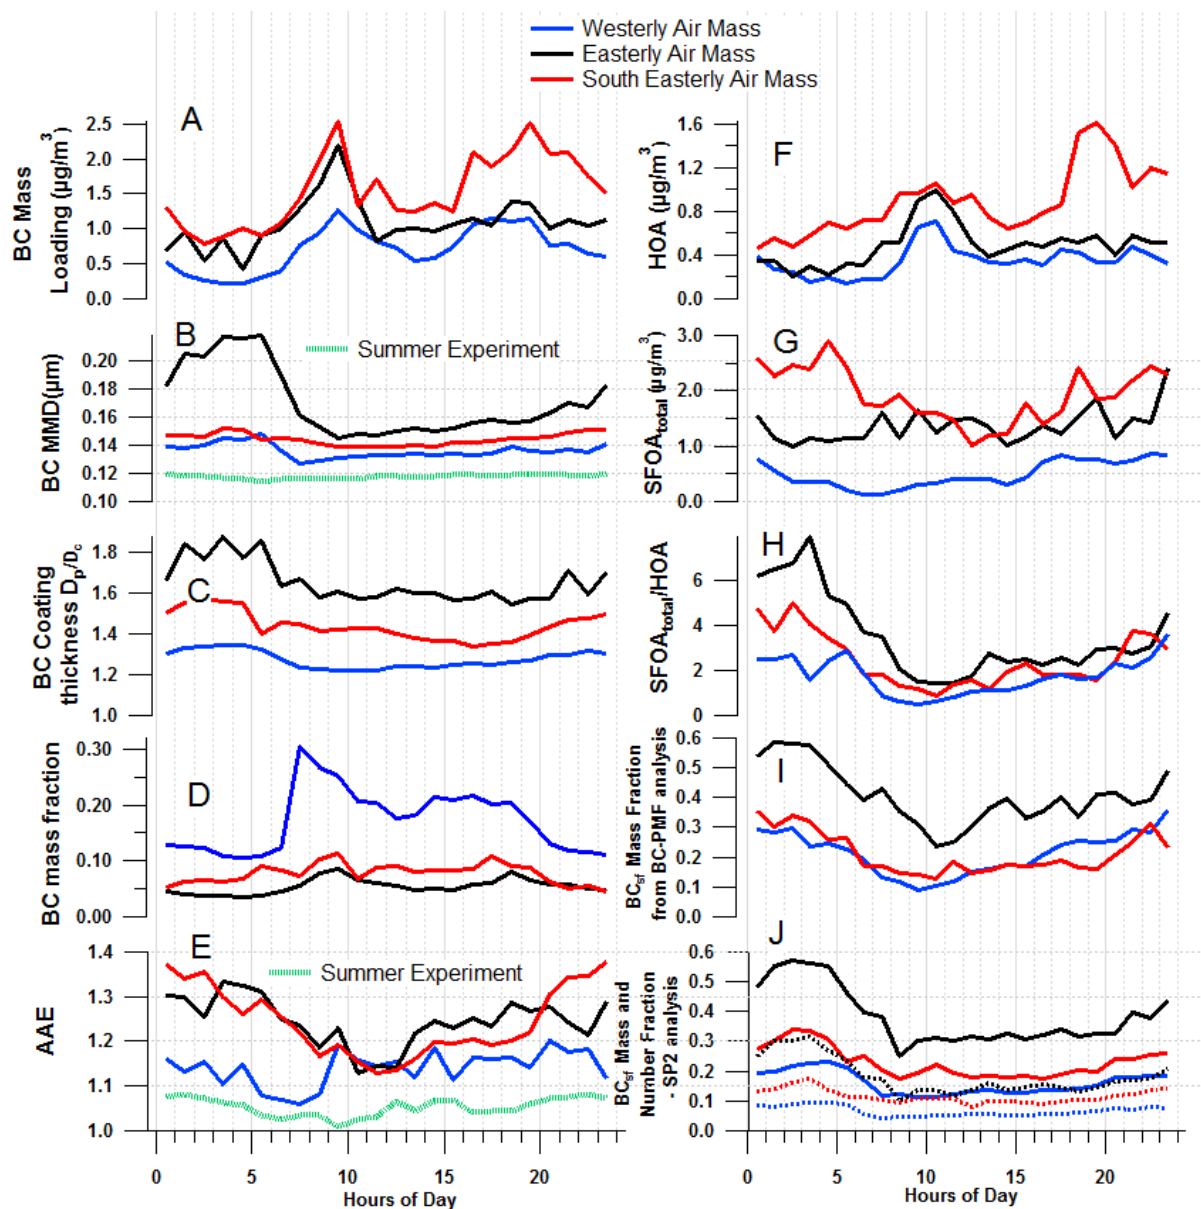 Westerly Air Mass
Easterly Air Mass
South Easterly Air Mass
A
BC Mass
Loading (µg/m³)
2.5
2.0
1.5
1.0
0.5
0.0
F
HOA (µg/m³)
1.6
1.2
0.8
0.4
0.0
B
Summer Experiment
BC MMD(µm)
0.20
0.18
0.16
0.14
0.12
0.10
G
SFOAtotal (µg/m³)
3.0
2.0
1.0
0.0
C
BC Coating
thickness Dp/Dc
1.8
1.6
1.4
1.2
1.0
H
SFOAtotal/HOA
6
4
2
0
D
BC mass fraction
0.30
0.20
0.10
0.00
I
BCsf Mass Fraction
from BC-PMF analysis
0.6
0.5
0.4
0.3
0.2
0.1
0.0
E
Summer Experiment
AAE
1.4
1.3
1.2
1.1
1.0
J
BCsf Mass and
Number Fraction
- SP2 analysis
0.6
0.5
0.4
0.3
0.2
0.1
0.0
0 5 10 15 20
Hours of Day
0 10 20
Hours of Day